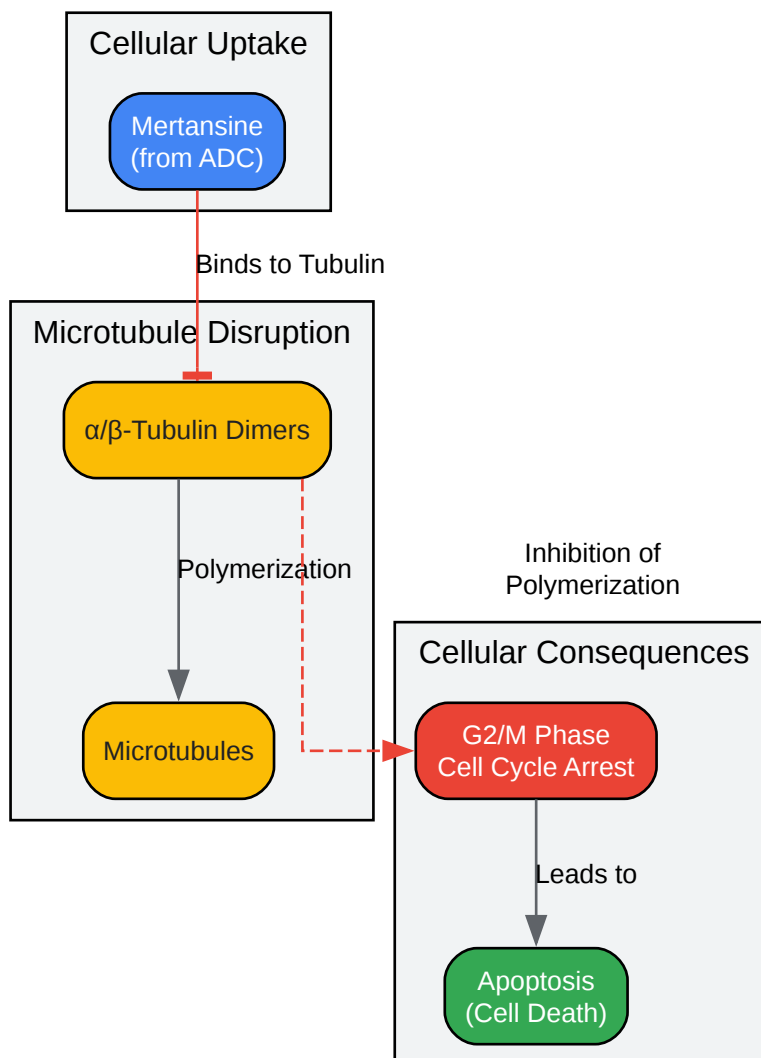 Cellular Uptake
Mertansine
(from ADC)
Binds to Tubulin
Microtubule Disruption
α/β-Tubulin Dimers
Polymerization
Inhibition of
Polymerization
Microtubules
Cellular Consequences
G2/M Phase
Cell Cycle Arrest
Leads to
Apoptosis
(Cell Death)